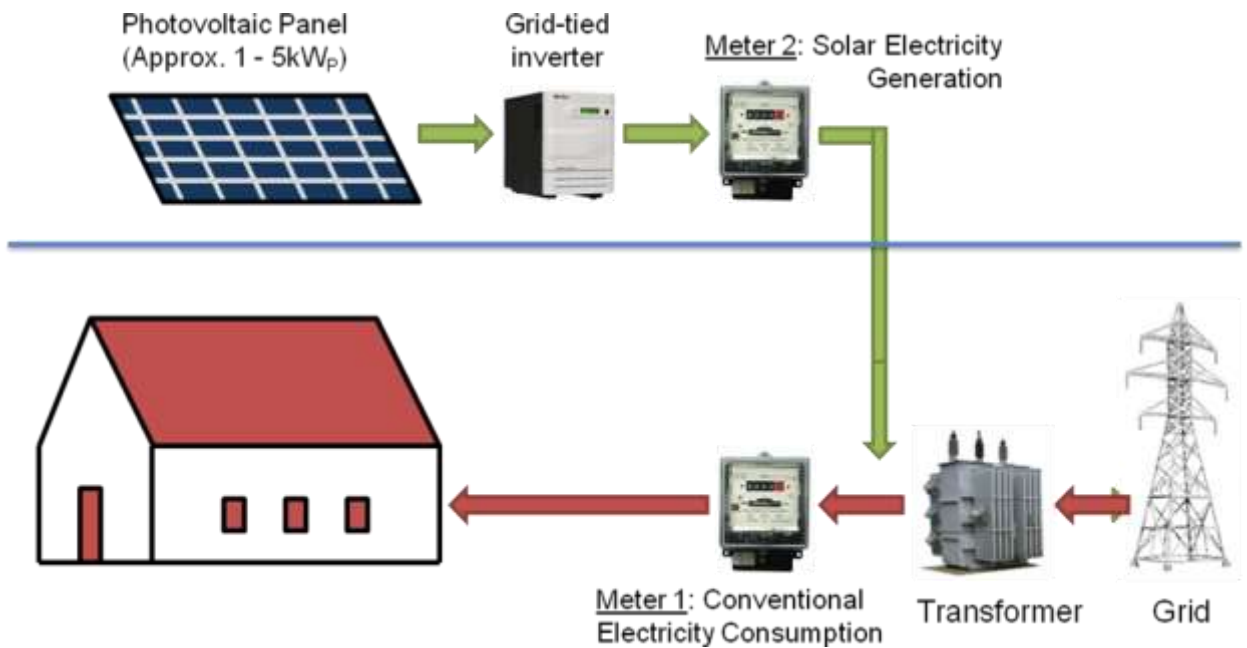 Photovoltaic Panel
(Approx. 1 - 5kWP)
Grid-tied
inverter
Meter 2: Solar Electricity
Generation
Meter 1: Conventional
Electricity Consumption
Transformer
Grid